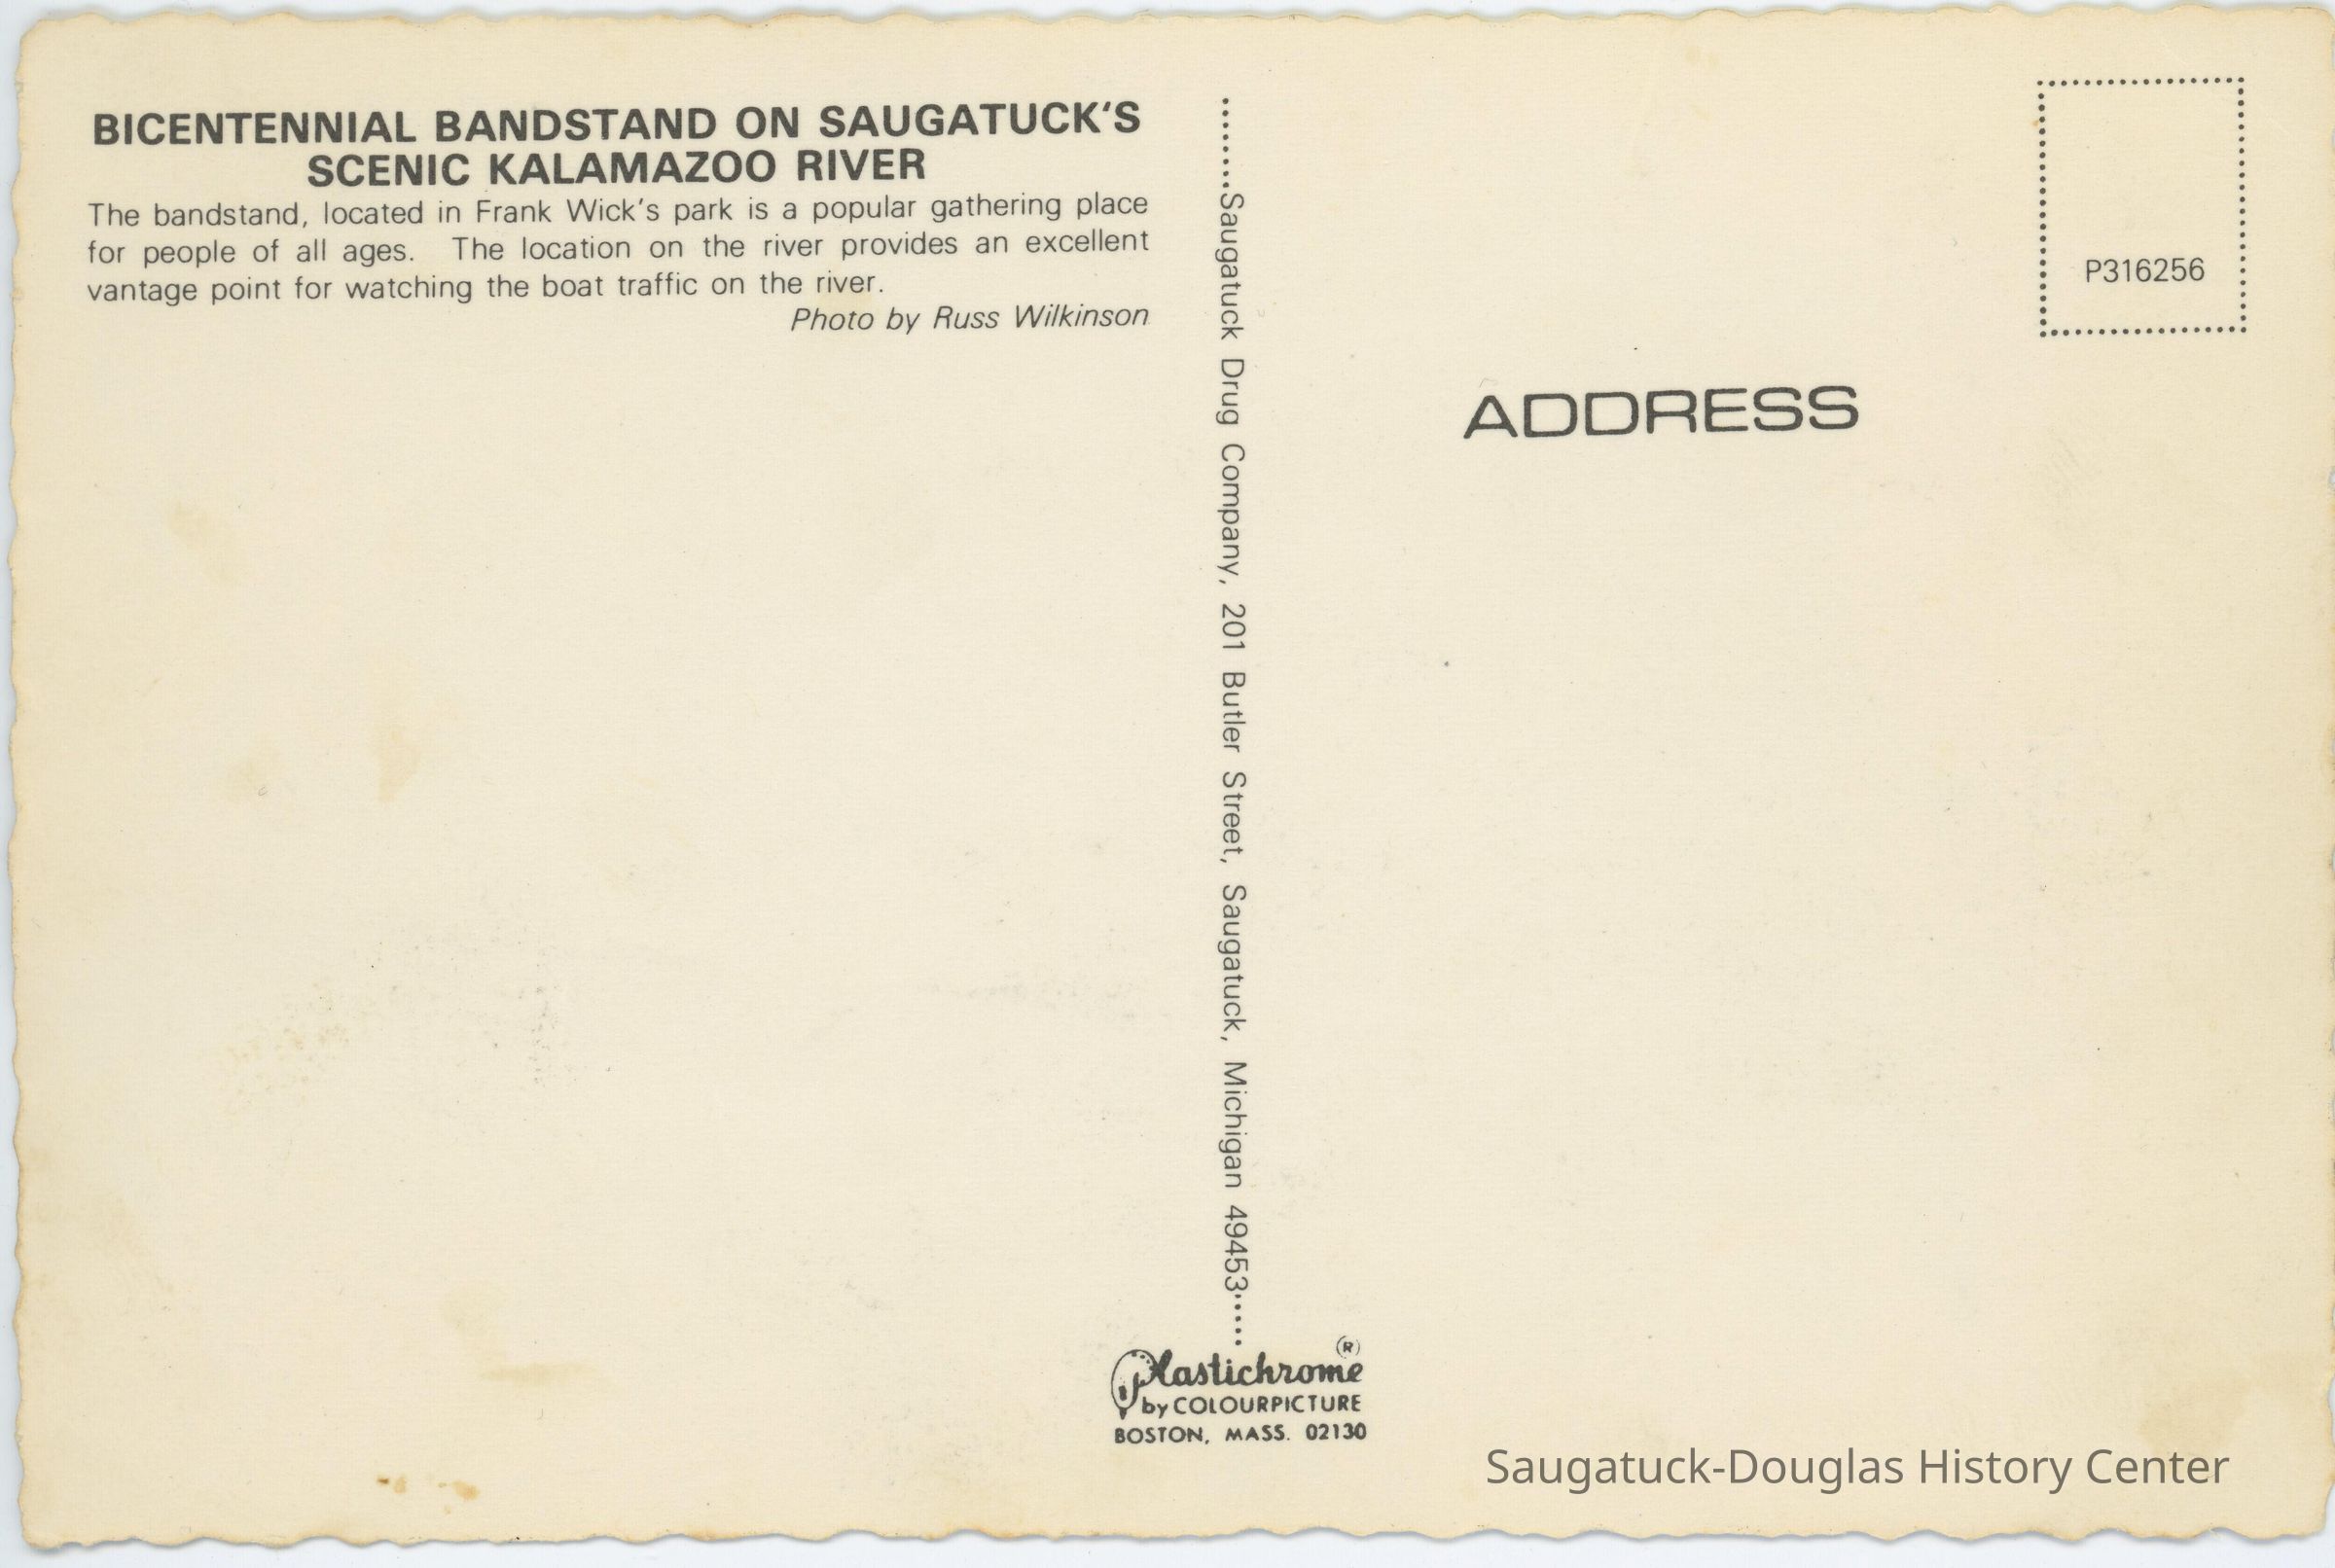 BICENTENNIAL BANDSTAND ON SAUGATUCK'S
SCENIC KALAMAZOO RIVER
The bandstand, located in Frank Wick's park is a popular gathering place
for people of all ages. The location on the river provides an excellent
vantage point for watching the boat traffic on the river.
Photo by Russ Wilkinson
Saugatuck Drug Company, 201 Butler Street, Saugatuck, Michigan 49453
P316256
ADDRESS
Plastichrome ®
by COLOURPICTURE
BOSTON, MASS. 02130
Saugatuck-Douglas History Center